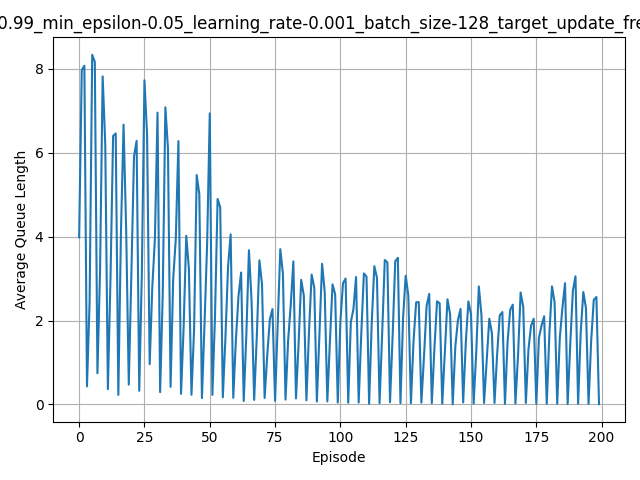 0.99_min_epsilon-0.05_learning_rate-0.001_batch_size-128_target_update_fre
8
6
4
2
0
Average Queue Length
0 25 50 75 100 125 150 175 200
Episode